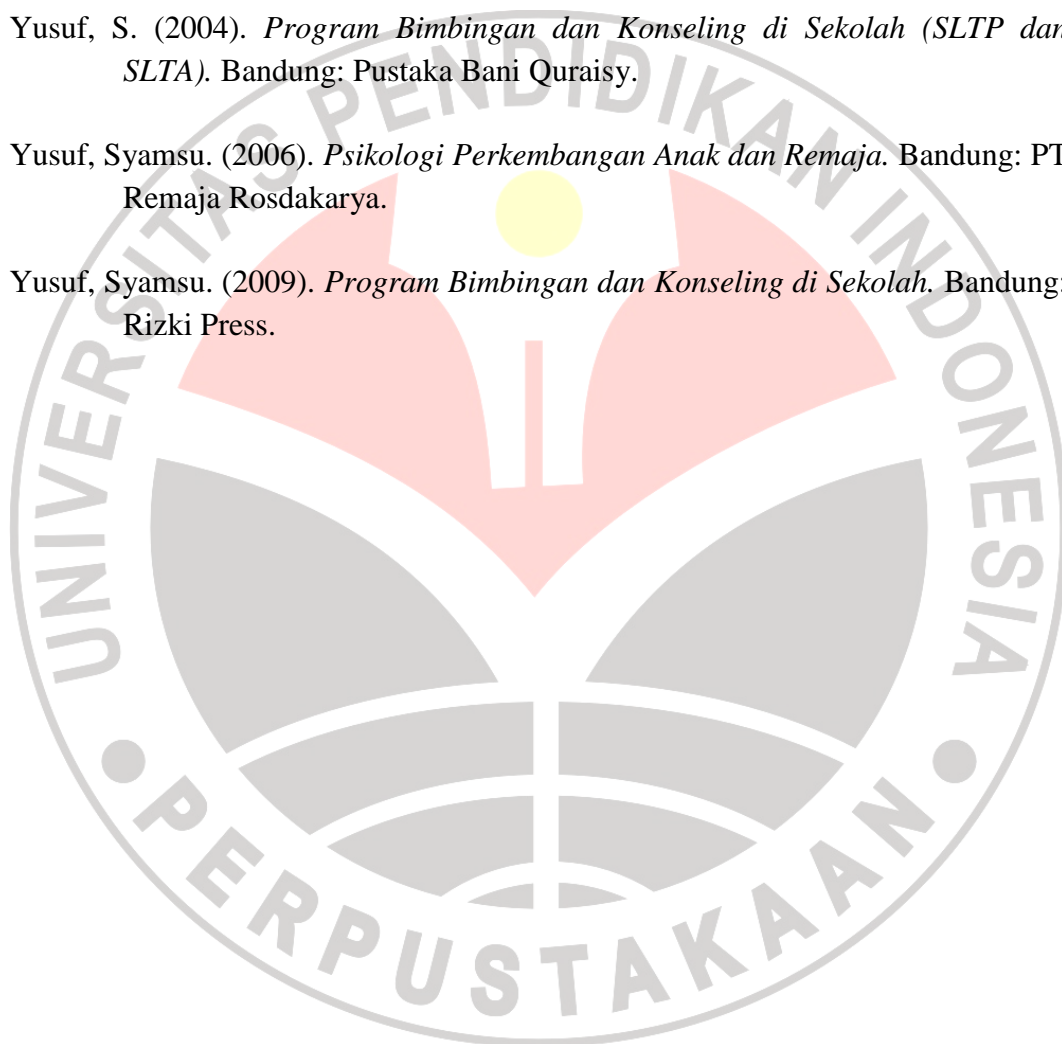 Yusuf, S. (2004). Program Bimbingan dan Konseling di Sekolah (SLTP dan
SLTA). Bandung: Pustaka Bani Quraisy.
Yusuf, Syamsu. (2006). Psikologi Perkembangan Anak dan Remaja. Bandung: PT
Remaja Rosdakarya.
Yusuf, Syamsu. (2009). Program Bimbingan dan Konseling di Sekolah. Bandung:
Rizki Press.
UNIVERSITAS PENDIDIKAN INDONESIA
PERPUSTAKAAN